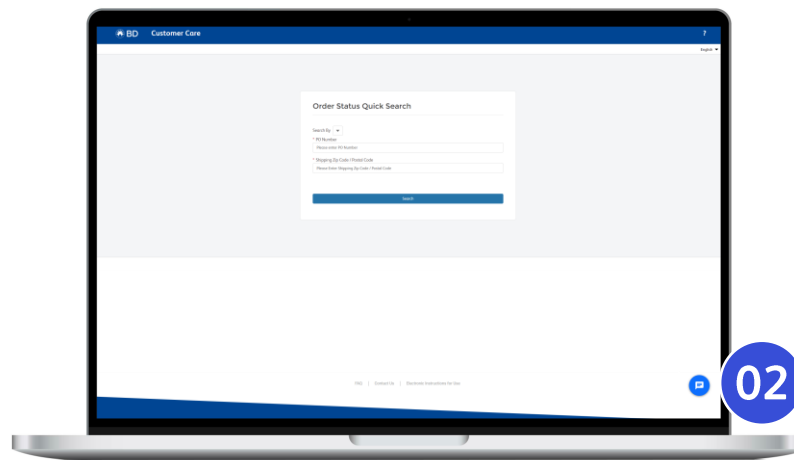 BD Customer Care ?
English
Order Status Quick Search
Search by
* PO Number
Please enter PO Number
* Shipping Zip Code / Postal Code
Please Enter Shipping Zip Code / Postal Code
Search
FAQ | Contact Us | Electronic Instructions for Use
02